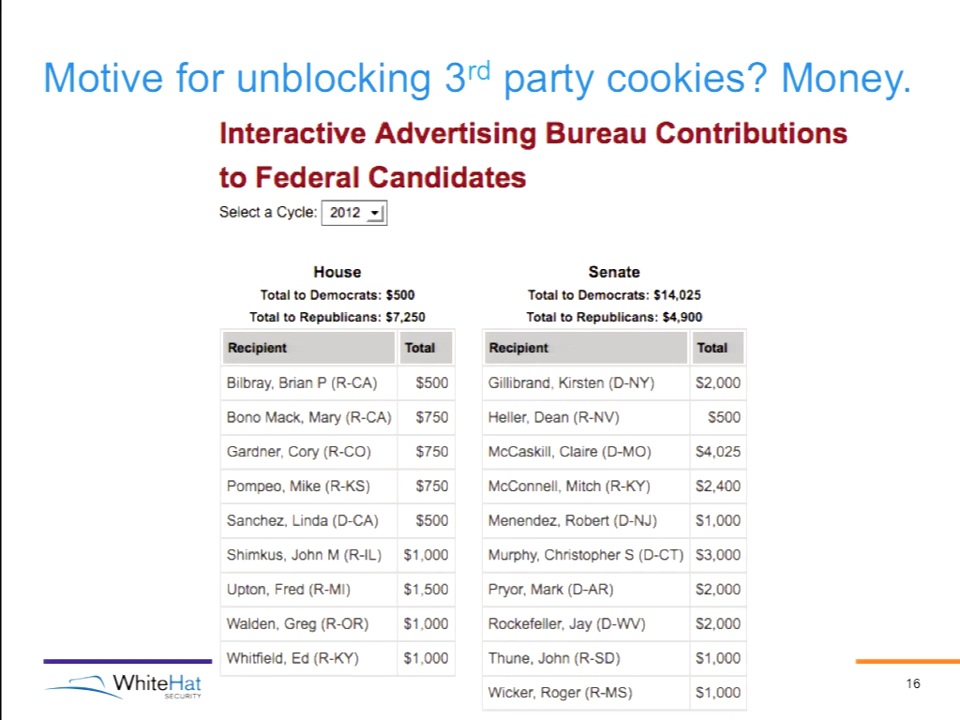 Motive for unblocking 3rd party cookies? Money.
Interactive Advertising Bureau Contributions
to Federal Candidates
Select a Cycle: 2012
House
Total to Democrats: $500
Total to Republicans: $7,250
Recipient Total
Bilbray, Brian P (R-CA) $500
Bono Mack, Mary (R-CA) $750
Gardner, Cory (R-CO) $750
Pompeo, Mike (R-KS) $750
Sanchez, Linda (D-CA) $500
Shimkus, John M (R-IL) $1,000
Upton, Fred (R-MI) $1,500
Walden, Greg (R-OR) $1,000
Whitfield, Ed (R-KY) $1,000
Senate
Total to Democrats: $14,025
Total to Republicans: $4,900
Recipient Total
Gillibrand, Kirsten (D-NY) $2,000
Heller, Dean (R-NV) $500
McCaskill, Claire (D-MO) $4,025
McConnell, Mitch (R-KY) $2,400
Menendez, Robert (D-NJ) $1,000
Murphy, Christopher S (D-CT) $3,000
Pryor, Mark (D-AR) $2,000
Rockefeller, Jay (D-WV) $2,000
Thune, John (R-SD) $1,000
Wicker, Roger (R-MS) $1,000
WhiteHat
SECURITY
16